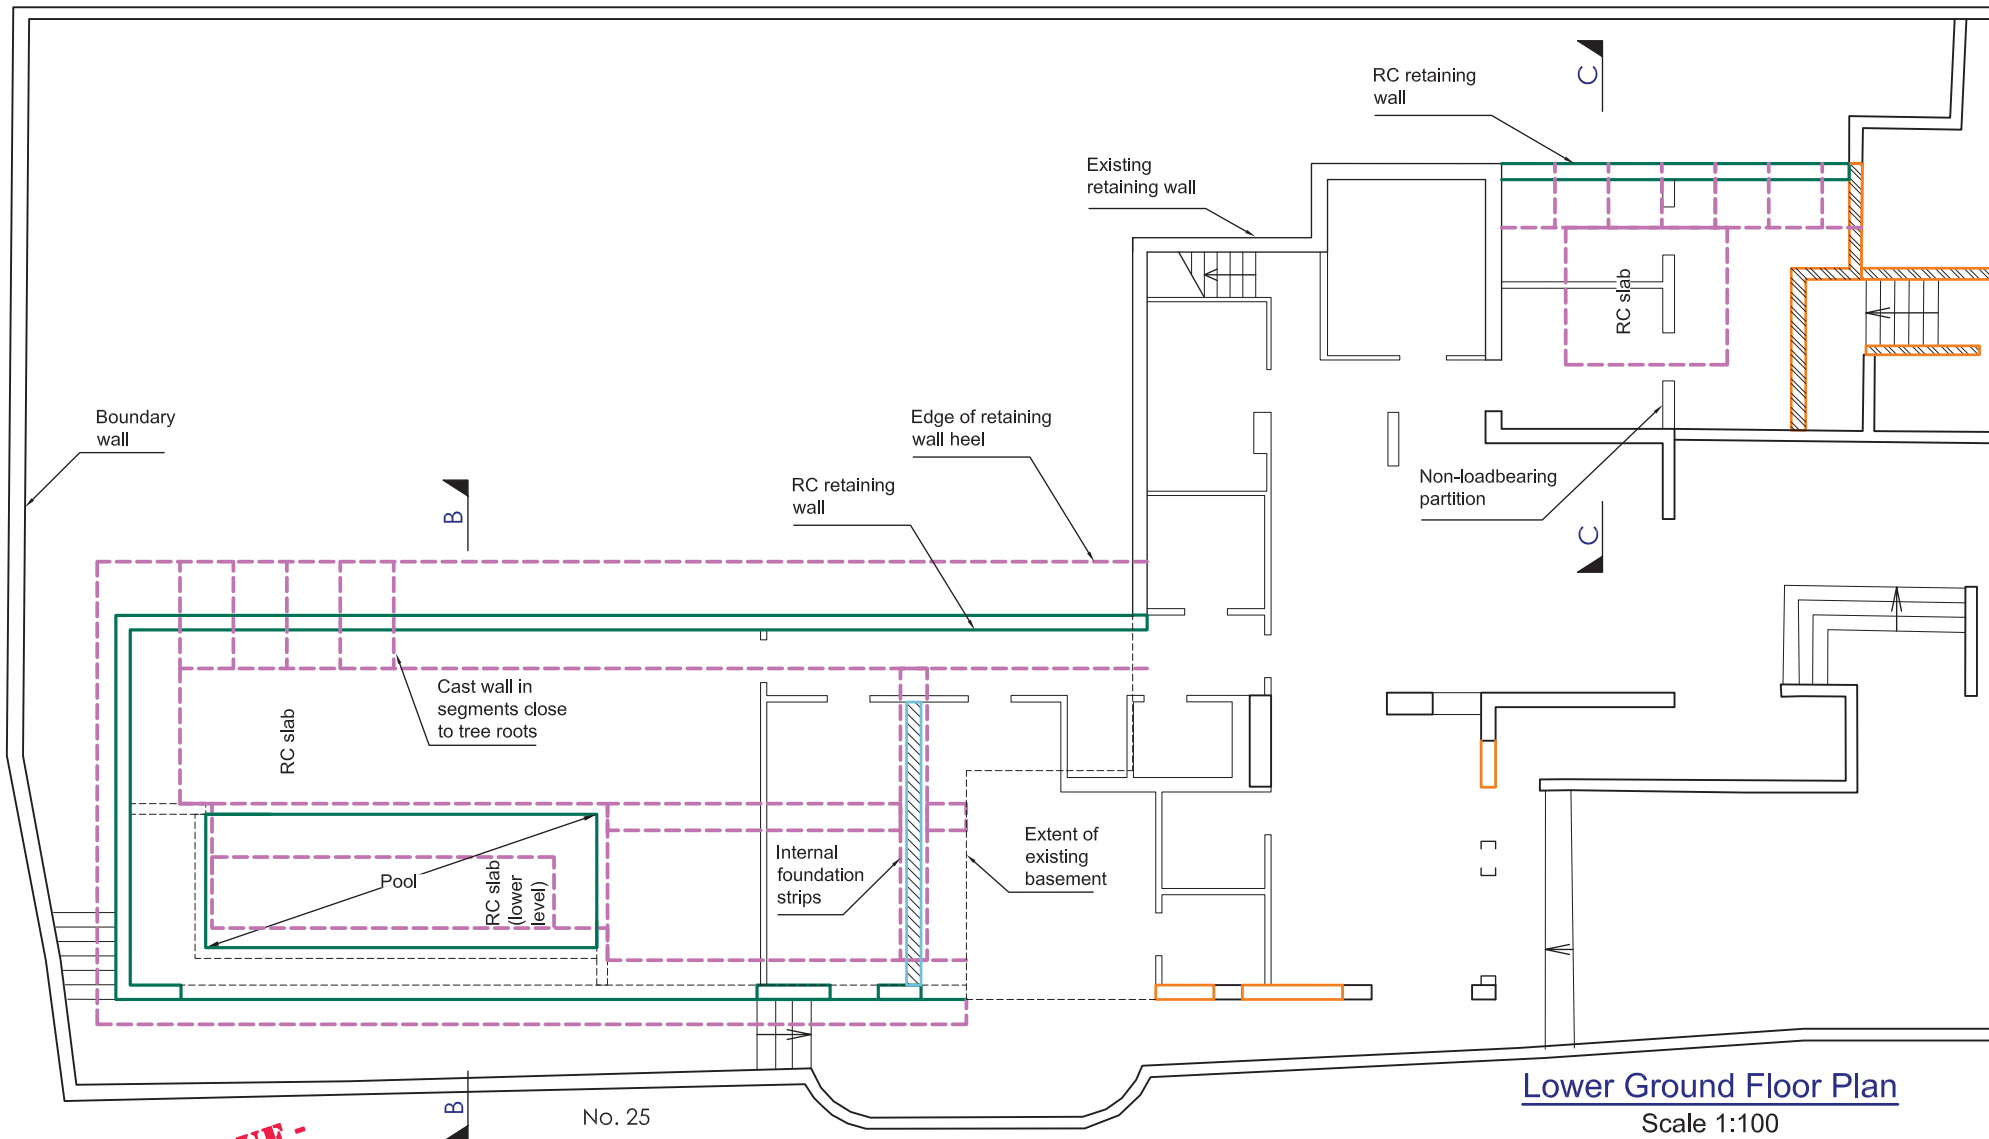 RC retaining
wall
C
Existing
retaining wall
RC slab
Boundary
wall
Edge of retaining
wall heel
RC retaining
wall
Non-loadbearing
partition
B
C
Cast wall in
segments close
to tree roots
RC slab
Pool
RC slab
(lower
level)
Internal
foundation
strips
Extent of
existing
basement
B
No. 25
Lower Ground Floor Plan
Scale 1:100